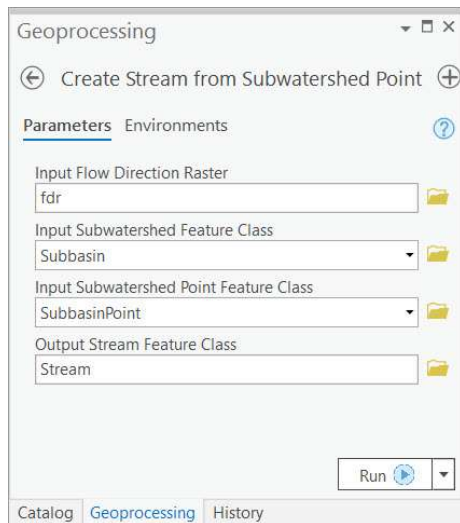 Geoprocessing
Create Stream from Subwatershed Point
Parameters Environments
Input Flow Direction Raster
fdr
Input Subwatershed Feature Class
Subbasin
Input Subwatershed Point Feature Class
SubbasinPoint
Output Stream Feature Class
Stream
Run
Catalog Geoprocessing History